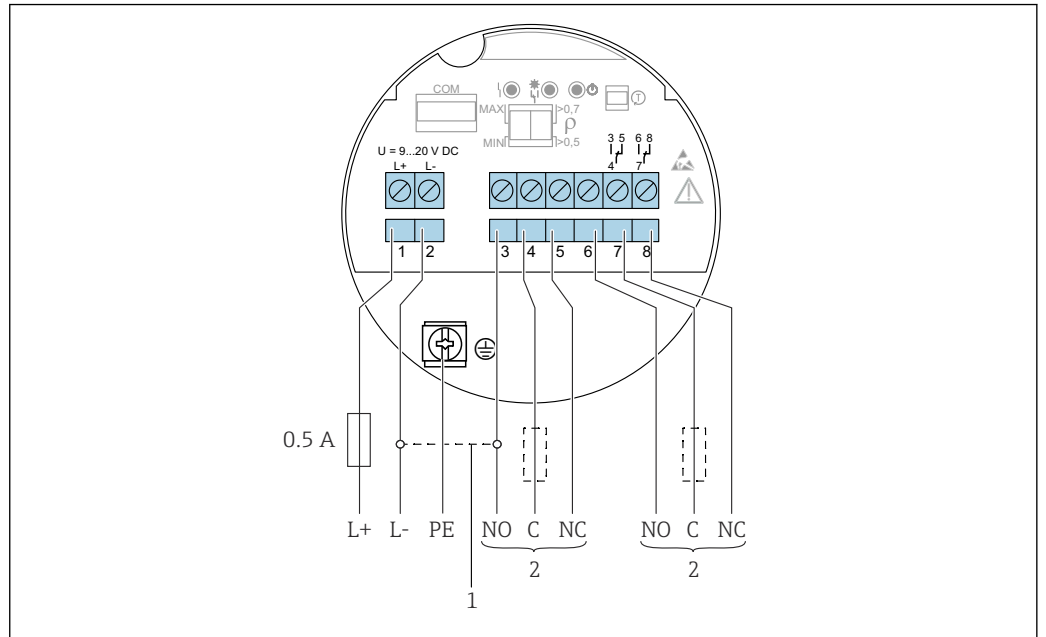 COM
MAX
>0,7
ρ
MIN
>0,5
T
U = 9...20 V DC
L+ L-
3 5 6 8
4 7
1 2 3 4 5 6 7 8
0.5 A
L+ L- PE NO C NC NO C NC
2 2
1